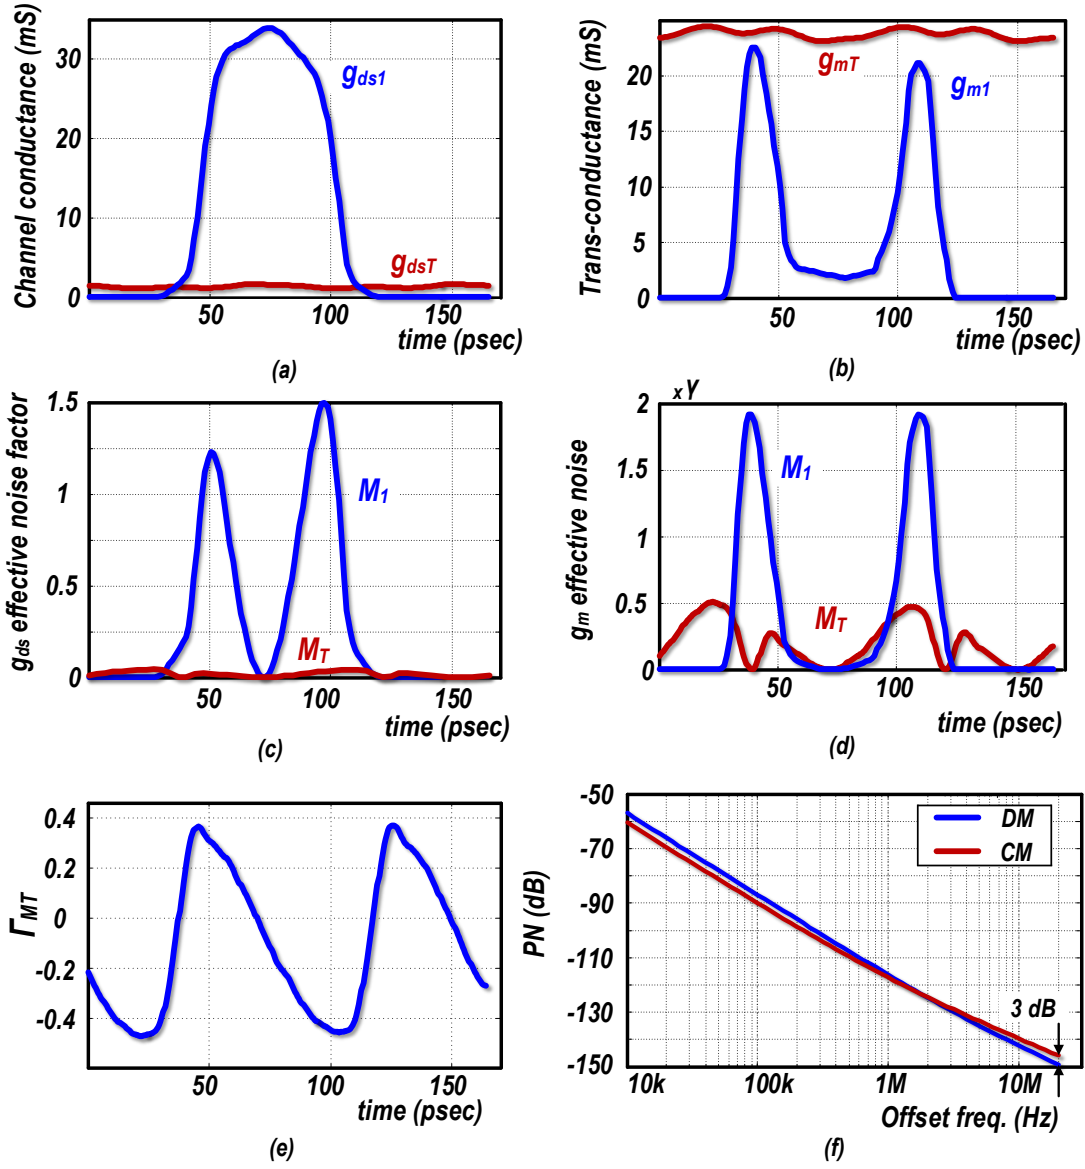 Channel conductance (mS)
30
20
10
0
gds1
gdsT
50
100
150
time (psec)
(a)
Trans-conductance (mS)
20
15
10
5
0
gmT
gm1
50
100
150
time (psec)
(b)
gds effective noise factor
1.5
1
0.5
0
M1
MT
50
100
150
time (psec)
(c)
x γ
gm effective noise
2
1.5
1
0.5
0
M1
MT
50
100
150
time (psec)
(d)
ΓMT
0.4
0.2
0
-0.2
-0.4
50
100
150
time (psec)
(e)
PN (dB)
-50
-70
-90
-110
-130
-150
DM
CM
3 dB
10k
100k
1M
10M
Offset freq. (Hz)
(f)